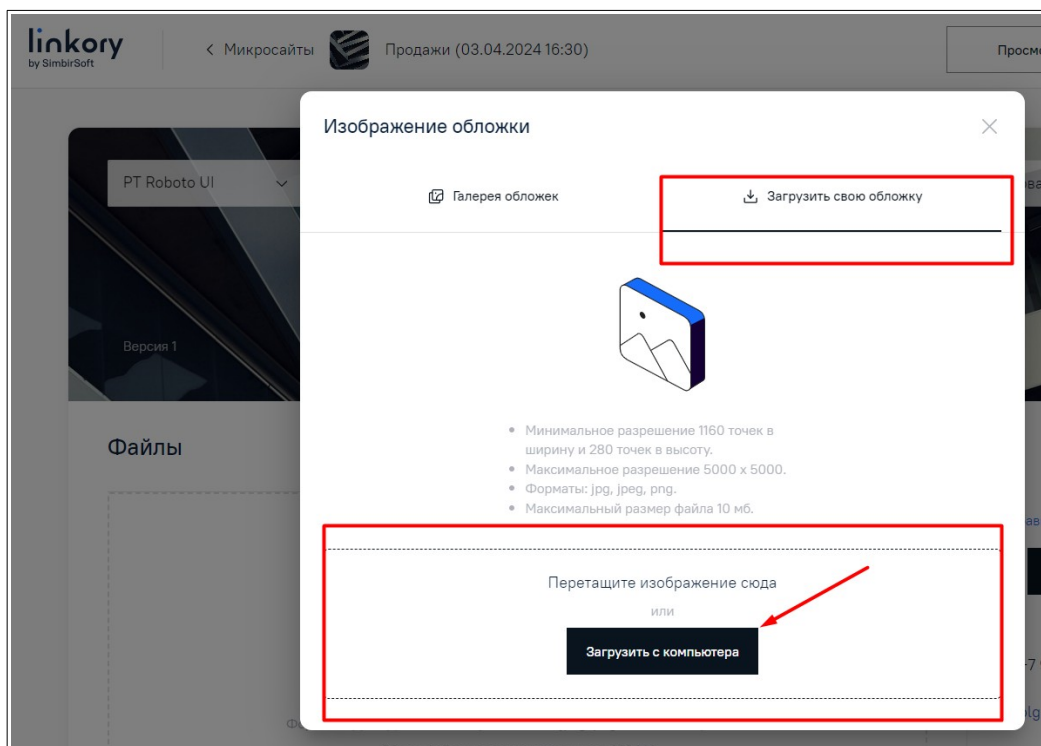 linkory
by SimbirSoft
Микросайты
Продажи (03.04.2024 16:30)
Изображение обложки
PT Roboto UI
Галерея обложек
Загрузить свою обложку
Версия 1
Файлы
Минимальное разрешение 1160 точек в
ширину и 280 точек в высоту.
Максимальное разрешение 5000 x 5000.
Форматы: jpg, jpeg, png.
Максимальный размер файла 10 мб.
Перетащите изображение сюда
или
Загрузить с компьютера
+7